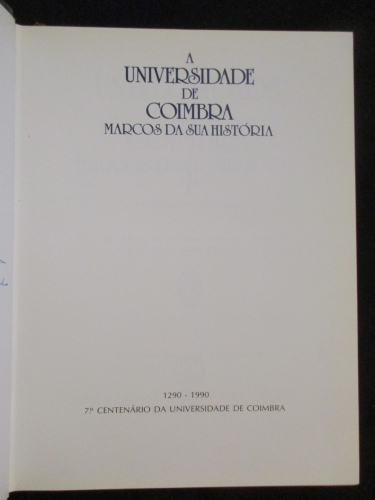 A
UNIVERSIDADE
DE
COIMBRA
MARCOS DA SUA HISTÓRIA
1290 - 1990
7º CENTENÁRIO DA UNIVERSIDADE DE COIMBRA